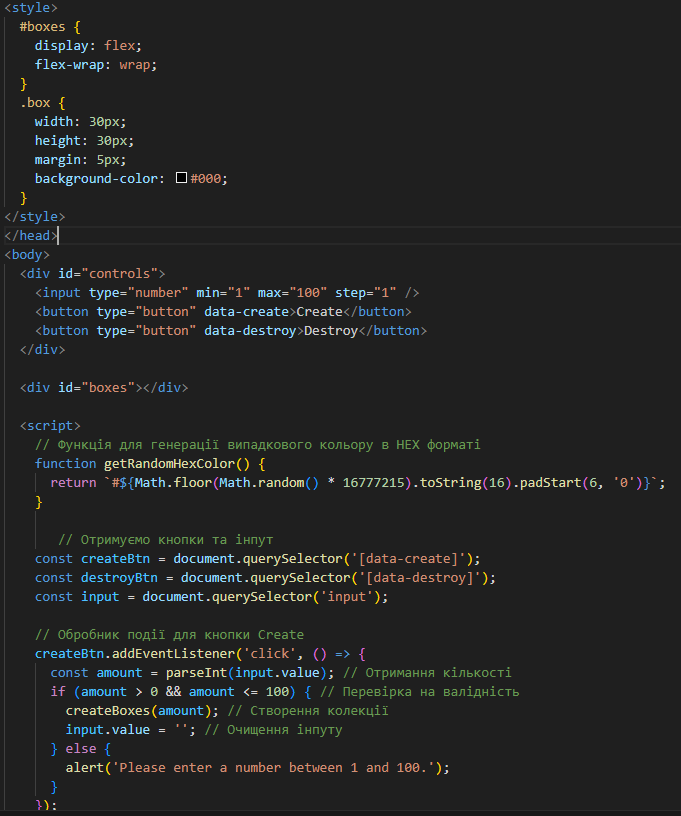 <style>
#boxes {
display: flex;
flex-wrap: wrap;
}
.box {
width: 30px;
height: 30px;
margin: 5px;
background-color: #000;
}
</style>
</head>
<body>
<div id="controls">
<input type="number" min="1" max="100" step="1" />
<button type="button" data-create>Create</button>
<button type="button" data-destroy>Destroy</button>
</div>
<div id="boxes"></div>
<script>
// Функція для генерації випадкового кольору в HEX форматі
function getRandomHexColor() {
return `#${Math.floor(Math.random() * 16777215).toString(16).padStart(6, '0')}`;
}
// Отримуємо кнопки та інпут
const createBtn = document.querySelector('[data-create]');
const destroyBtn = document.querySelector('[data-destroy]');
const input = document.querySelector('input');
// Обробник події для кнопки Create
createBtn.addEventListener('click', () => {
const amount = parseInt(input.value); // Отримання кількості
if (amount > 0 && amount <= 100) { // Перевірка на валідність
createBoxes(amount); // Створення колекції
input.value = ''; // Очищення інпуту
} else {
alert('Please enter a number between 1 and 100.');
}
});